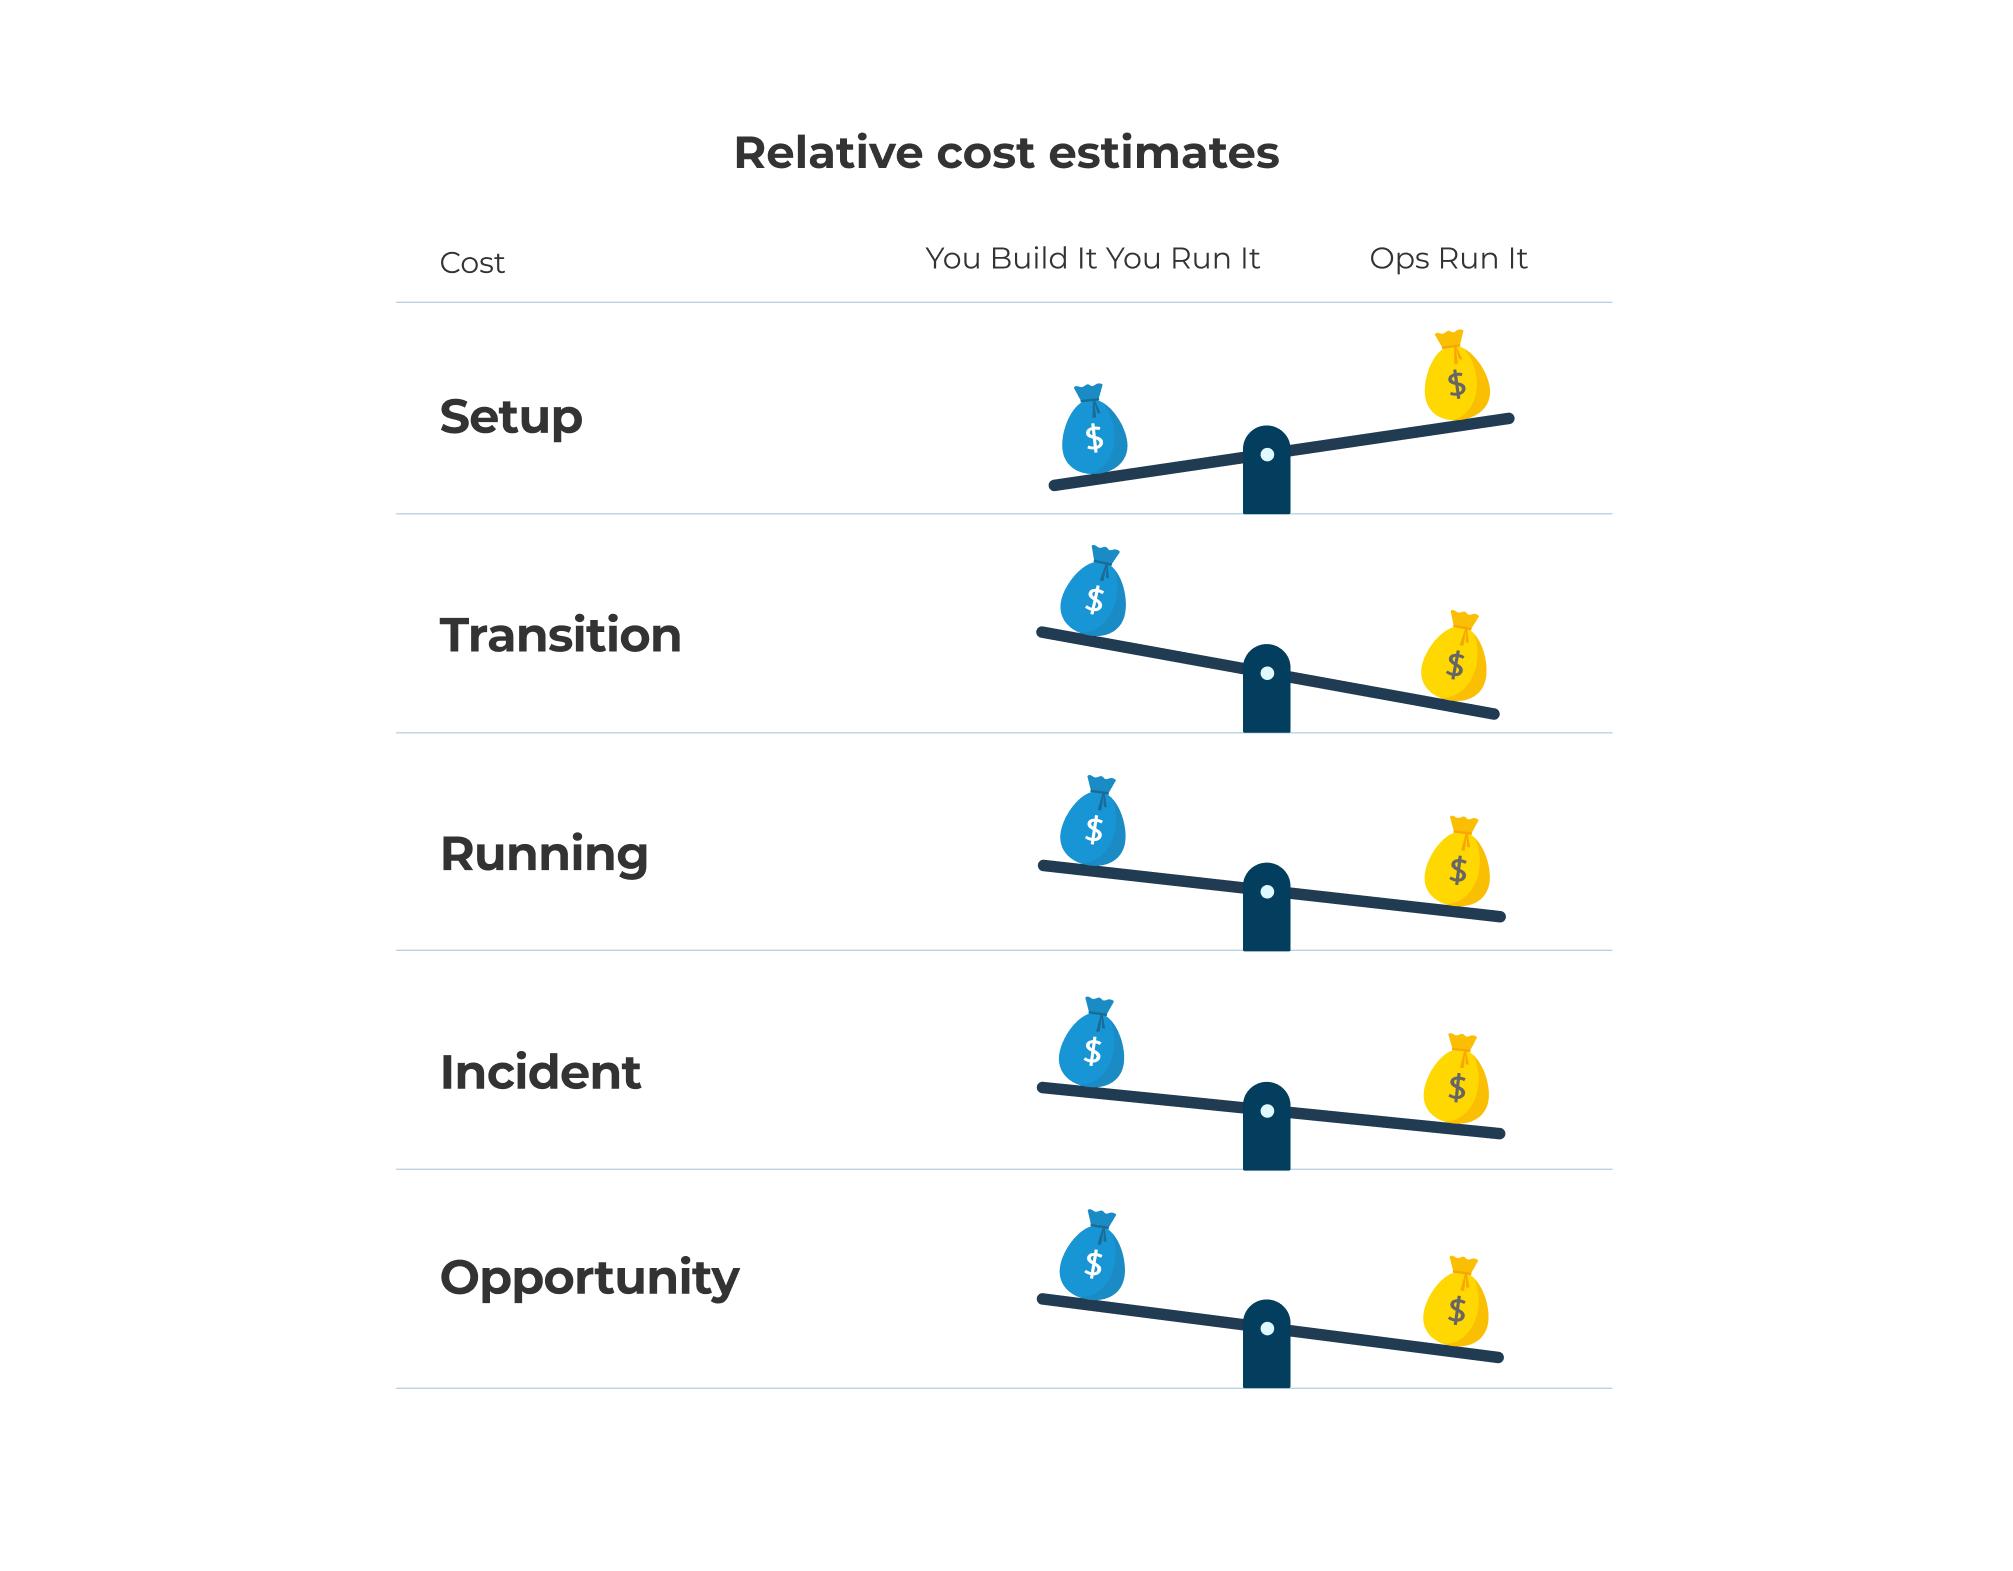 Relative cost estimates
Cost You Build It You Run It Ops Run It
$
Setup $
$
Transition $
$
Running $
$
Incident $
$
Opportunity $